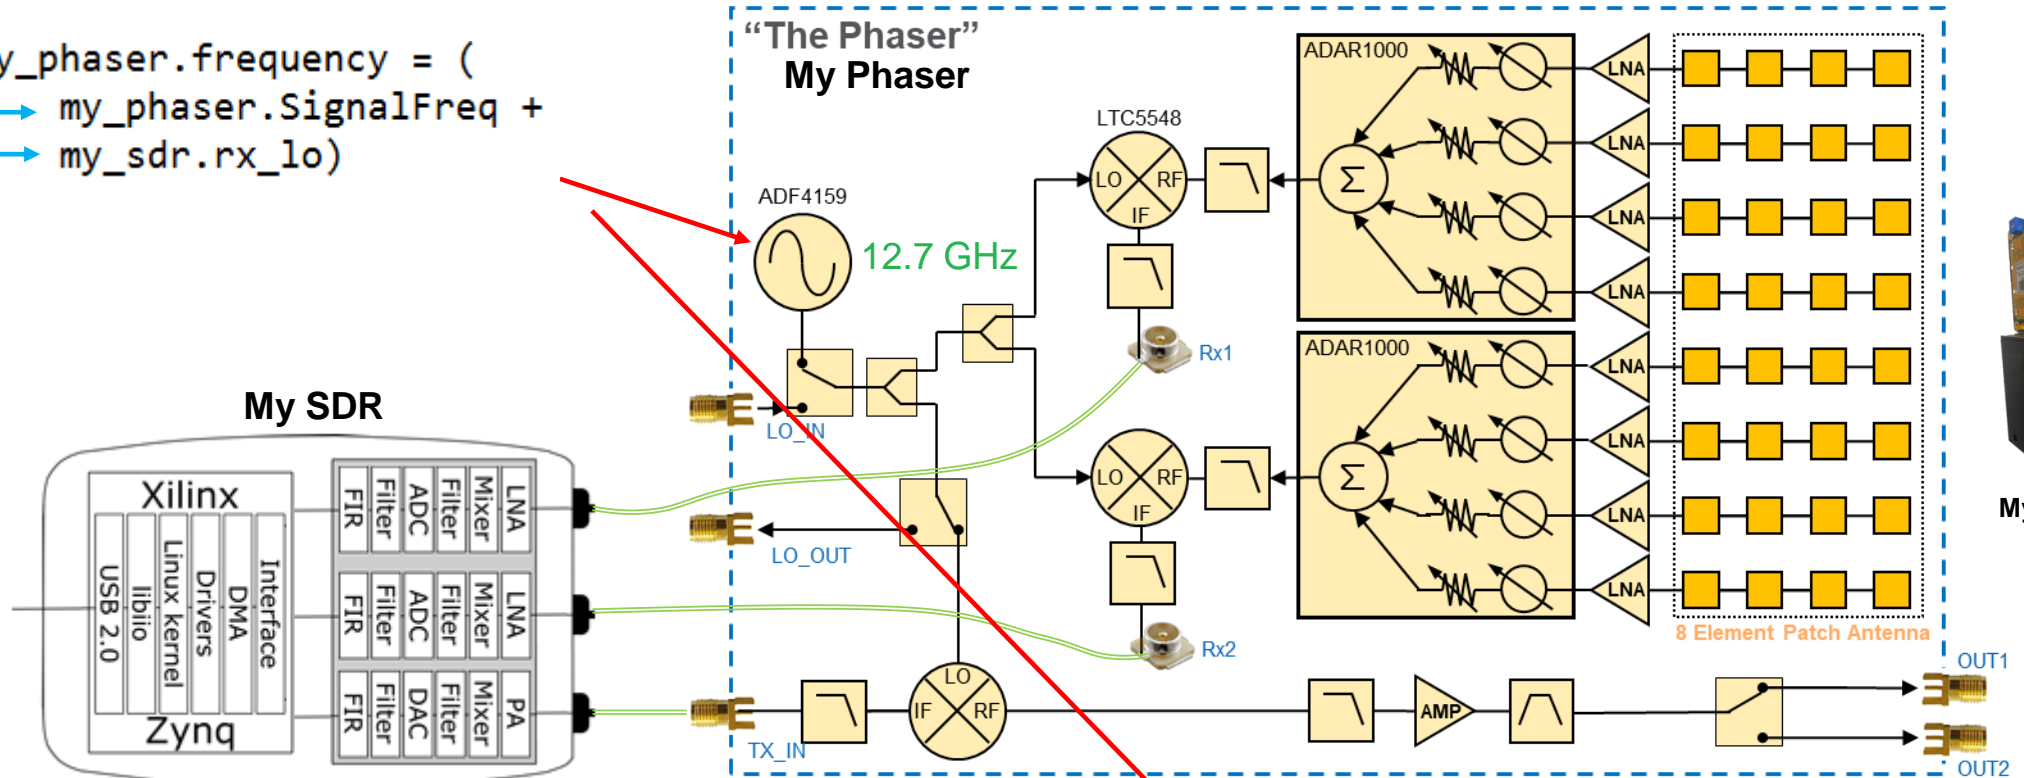 y_phaser.frequency = (
my_phaser.SignalFreq +
my_sdr.rx_lo)
“The Phaser”
My Phaser
ADF4159
12.7 GHz
LTC5548
LO RF
IF
ADAR1000
Σ
LNA
LNA
LNA
LNA
Rx1
LO_IN
ADAR1000
Σ
LNA
LNA
LNA
LNA
LO RF
IF
Rx2
LO_OUT
8 Element Patch Antenna
My
My SDR
Xilinx
USB 2.0
libiio
Linux kernel
Drivers
DMA
Interface
Zynq
FIR
Filter
ADC
Filter
Mixer
LNA
FIR
Filter
ADC
Filter
Mixer
LNA
FIR
Filter
DAC
Filter
Mixer
PA
TX_IN
LO
IF RF
AMP
OUT1
OUT2